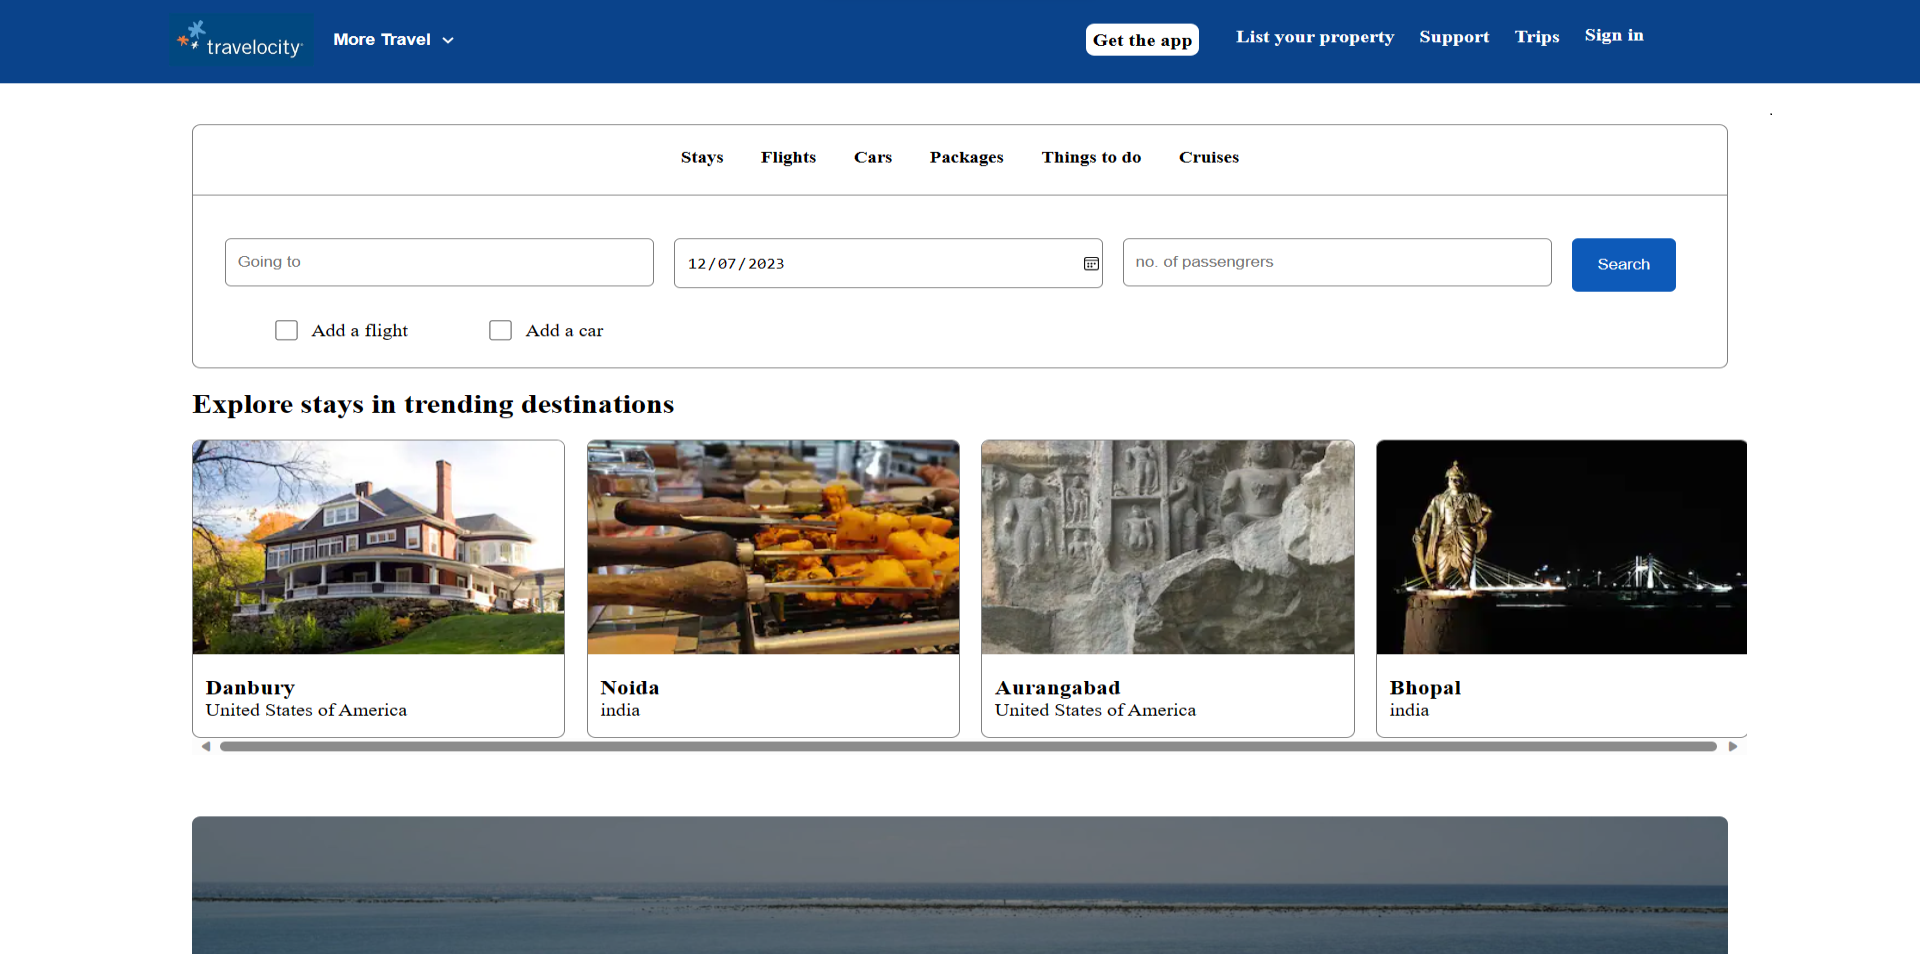 travelocity
More Travel
Get the app
List your property
Support
Trips
Sign in
Stays
Flights
Cars
Packages
Things to do
Cruises
Going to
12/07/2023
no. of passengrers
Search
Add a flight
Add a car
Explore stays in trending destinations
Danbury
United States of America
Noida
india
Aurangabad
United States of America
Bhopal
india